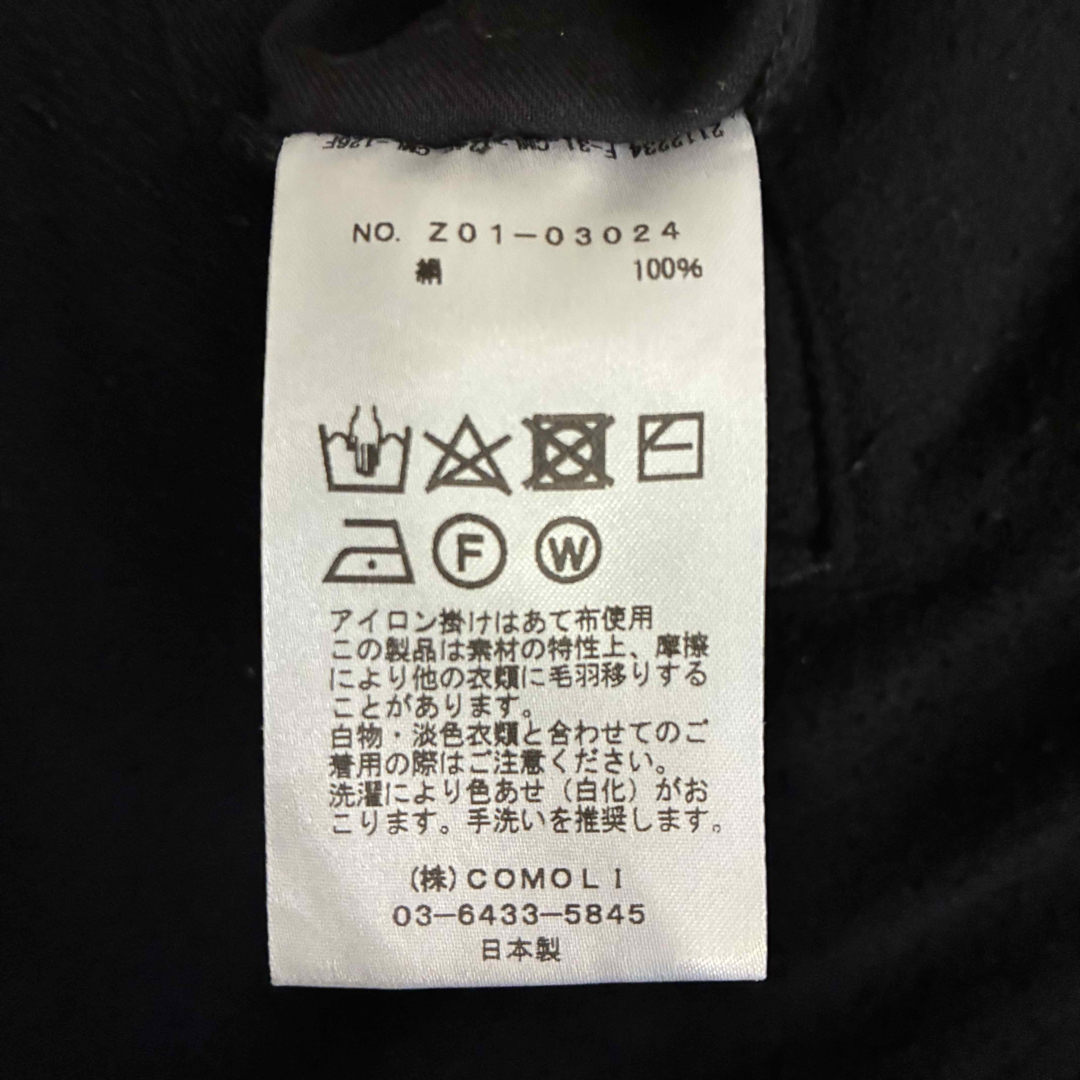 NO. Z01-03024
絹 100%
F
W
アイロン掛けはあて布使用
この製品は素材の特性上、摩擦
により他の衣類に毛羽移りする
ことがあります。
白物・淡色衣類と合わせてのご
着用の際はご注意ください。
洗濯により色あせ（白化）がお
こります。手洗いを推奨します。
(株)COMOLI
03-6433-5845
日本製